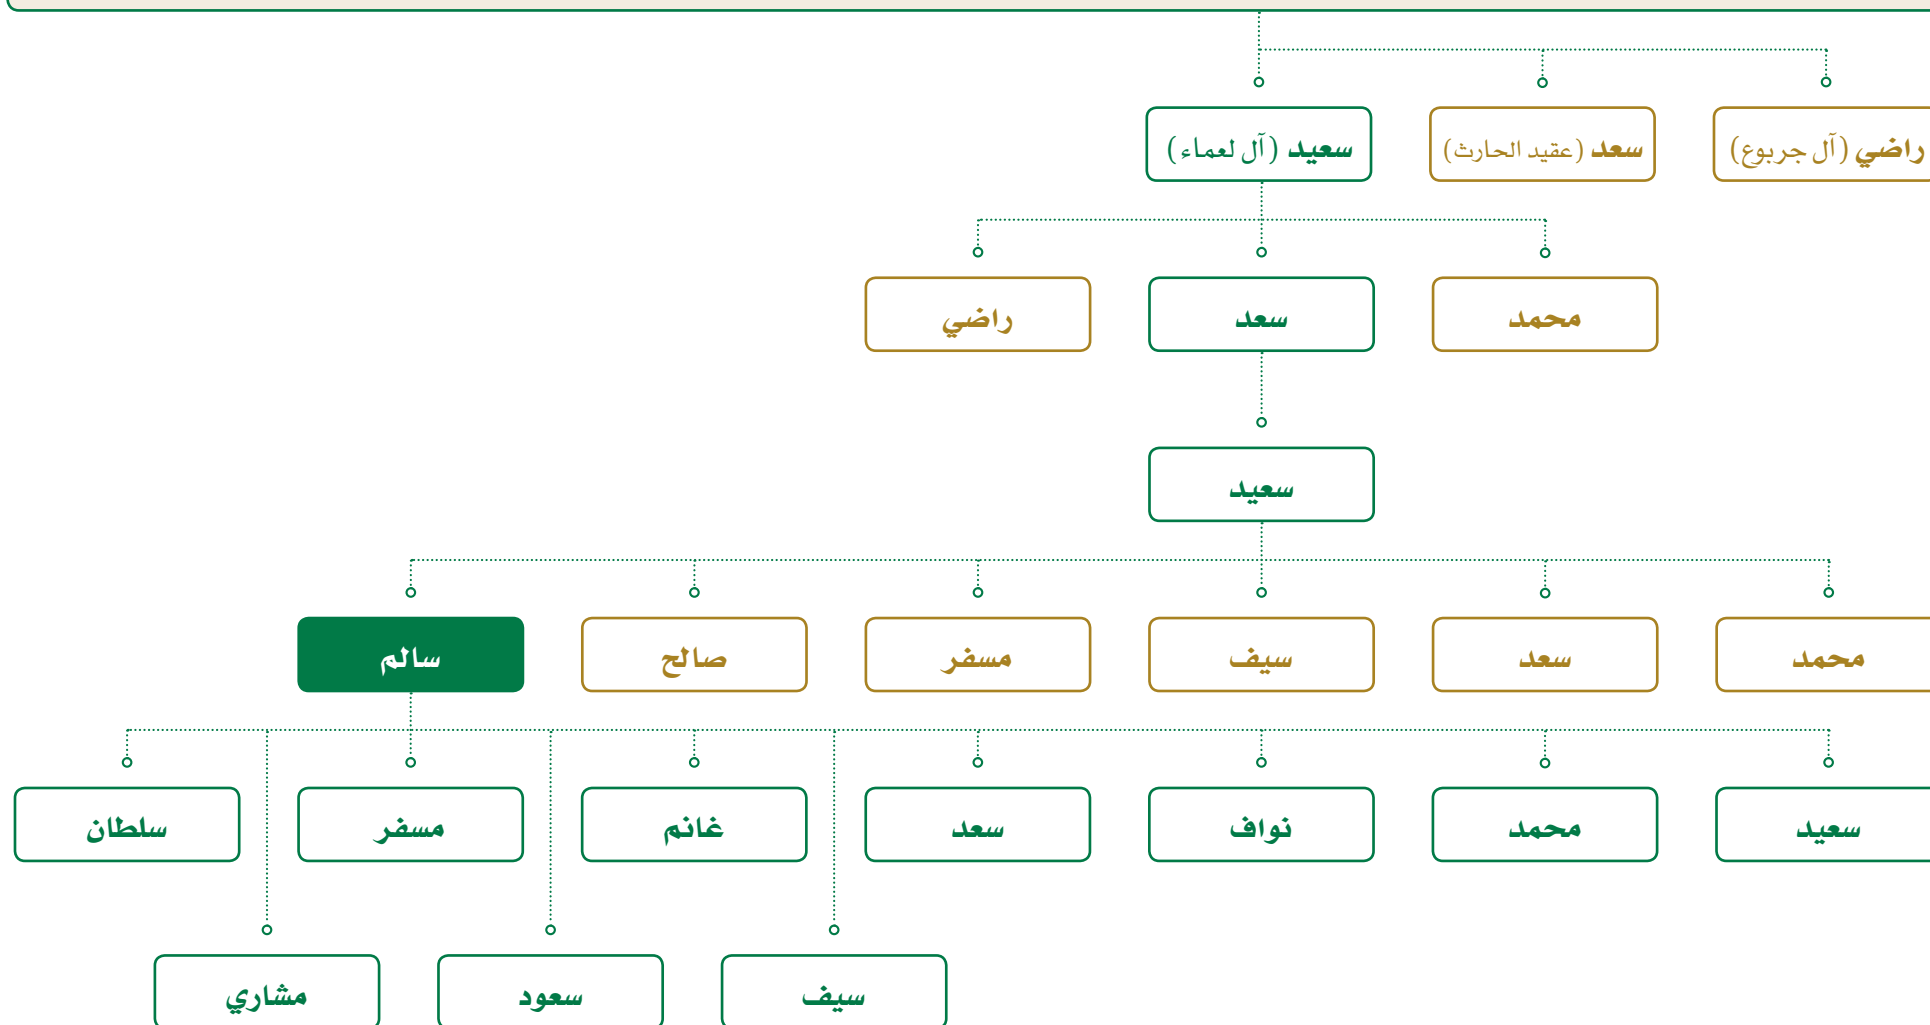 راضي (آل جربوع) سعد (عقيد الحارث) سعيد (آل لعماء)
محمد سعد راضي
سعيد
محمد سعد سيف مسفر صالح سالم
سعيد محمد نواف سعد غانم مسفر سلطان
سيف سعود مشاري